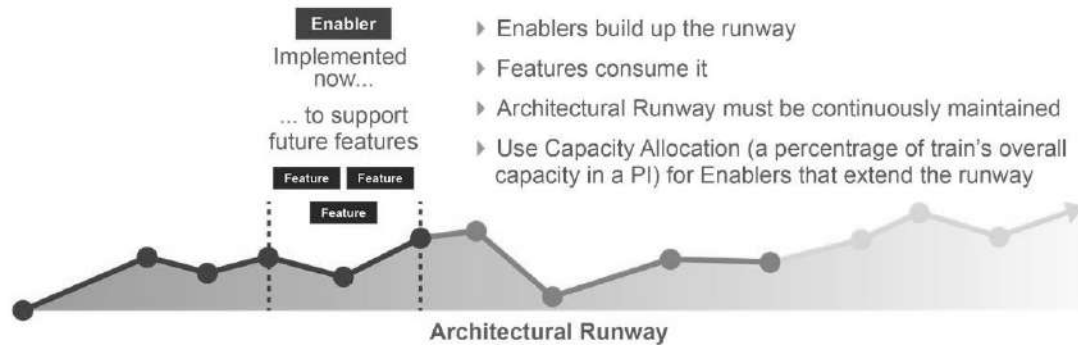 Enabler
Implemented
now...
... to support
future features
Feature
Feature
Feature
Enablers build up the runway
Features consume it
Architectural Runway must be continuously maintained
Use Capacity Allocation (a percentage of train's overall
capacity in a PI) for Enablers that extend the runway
Architectural Runway